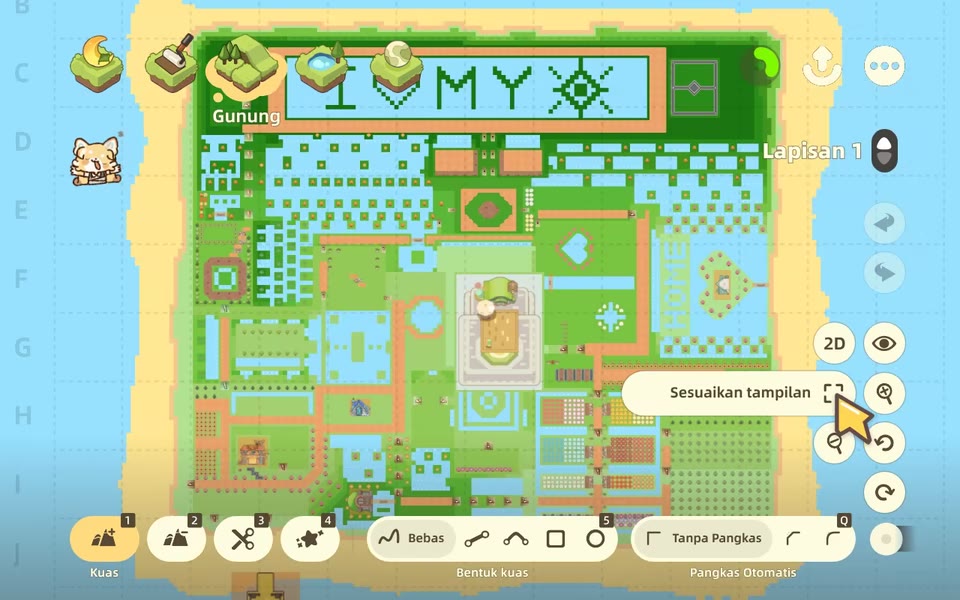 B
C
I ♡ M Y
Gunung
D
Lapisan 1
E
F
HOME
G
2D
Sesuaikan tampilan
H
I
J
1
2
3
4
5
Q
Bebas
Tanpa Pangkas
Kuas
Bentuk kuas
Pangkas Otomatis